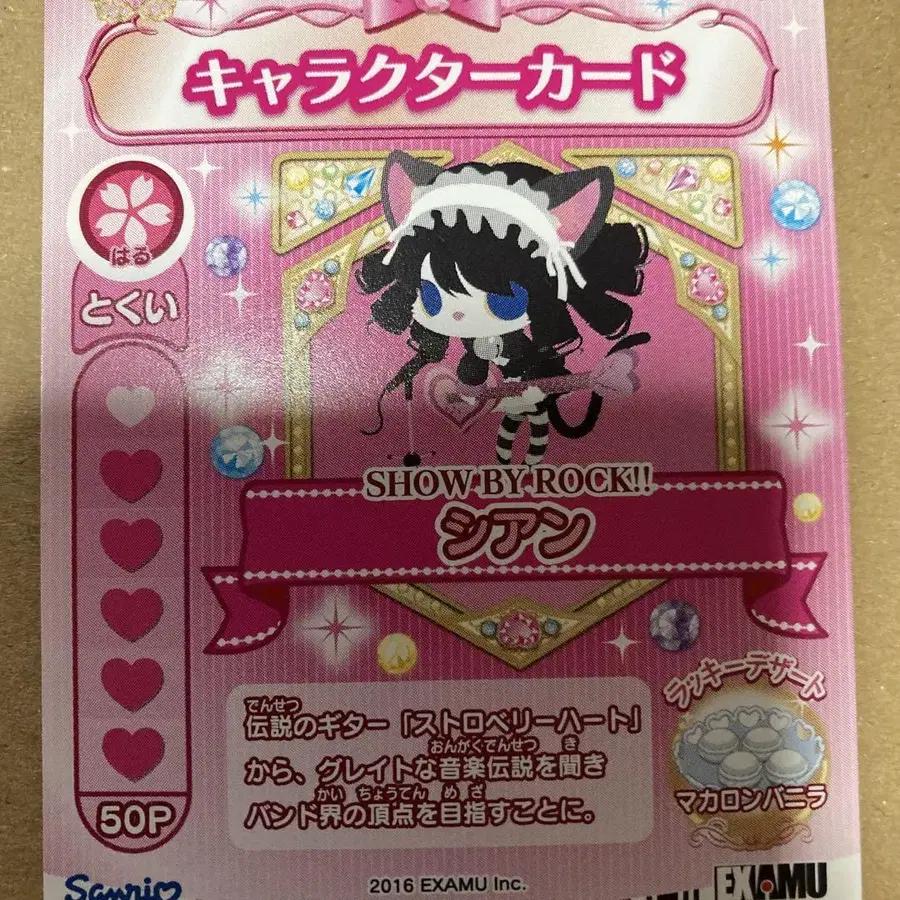 キャラクターカード
はる
とくい
50P
SHOW BY ROCK!!
シアン
でんせつ
伝説のギター「ストロベリーハート」
おんがくでんせつ き
から、グレイトな音楽伝説を聞き
かい ちょうてん め ざ
バンド界の頂点を目指すことに。
ラッキーデザート
マカロンバニラ
Sanrio
2016 EXAMU Inc.
EXAMU